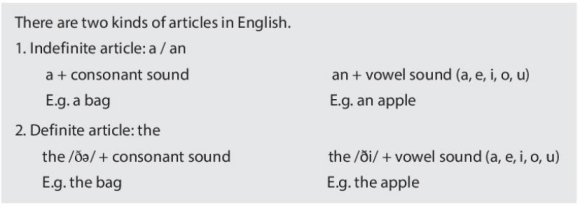 There are two kinds of articles in English.
1. Indefinite article: a / an
a + consonant sound an + vowel sound (a, e, i, o, u)
E.g. a bag E.g. an apple
2. Definite article: the
the /ðə/ + consonant sound the /ði/ + vowel sound (a, e, i, o, u)
E.g. the bag E.g. the apple